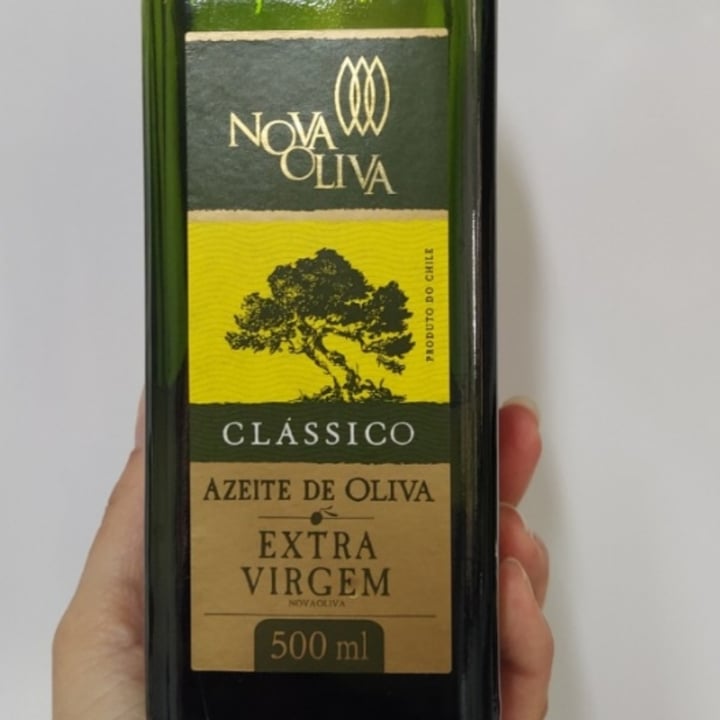 NOVA
OLIVA
PRODUTO DO CHILE
CLÁSSICO
AZEITE DE OLIVA
EXTRA
VIRGEM
NOVAOLIVA
500 ml